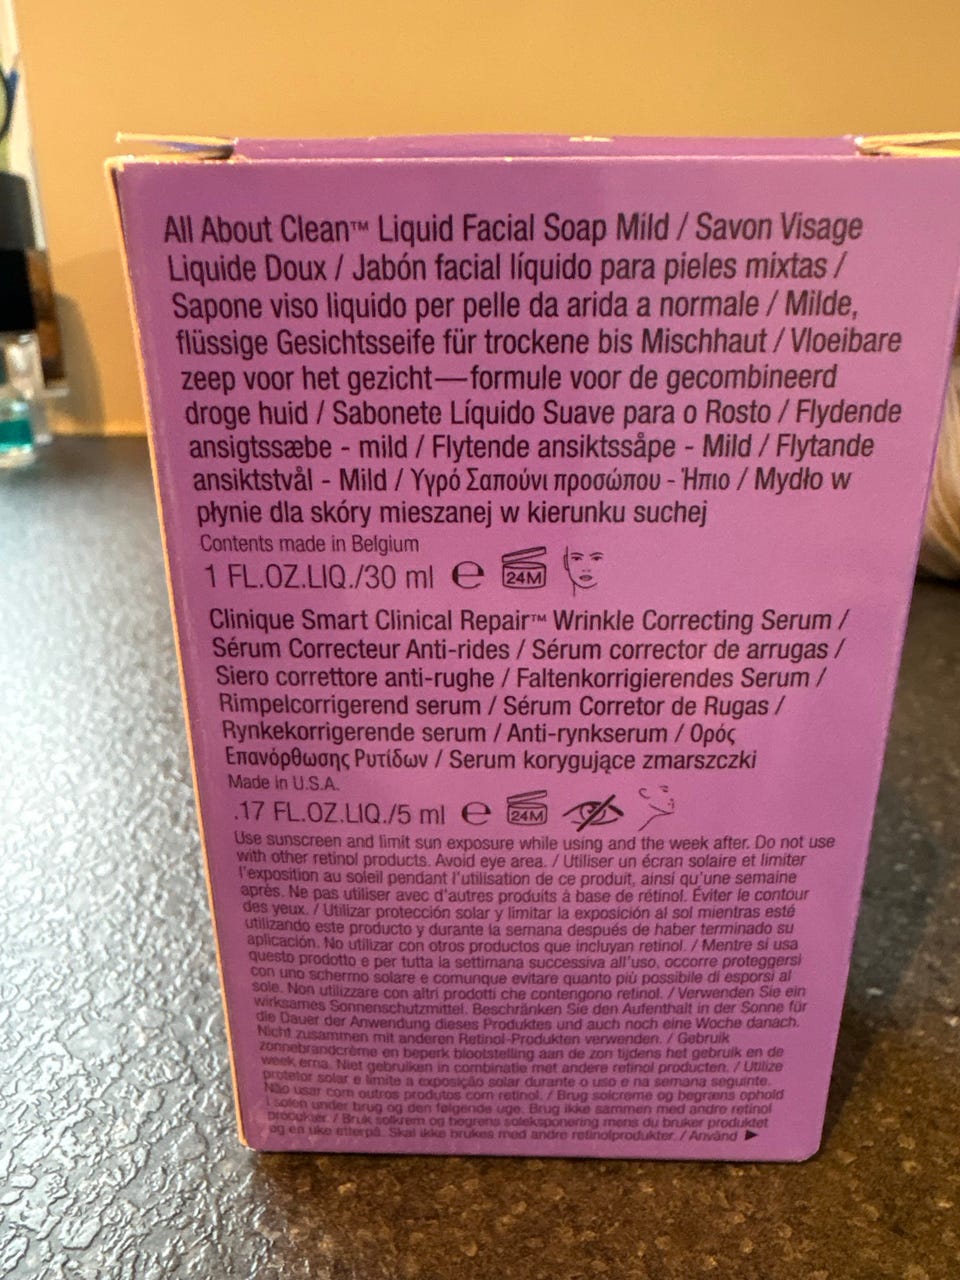 All About Clean™ Liquid Facial Soap Mild / Savon Visage
Liquide Doux / Jabón facial líquido para pieles mixtas /
Sapone viso liquido per pelle da arida a normale / Milde,
flüssige Gesichtsseife für trockene bis Mischhaut / Vloeibare
zeep voor het gezicht—formule voor de gecombineerd
droge huid / Sabonete Líquido Suave para o Rosto / Flydende
ansigtssæbe - mild / Flytende ansiktssåpe - Mild / Flytande
ansiktstvål - Mild / Υγρό Σαπούνι προσώπου - Ήπιο / Mydło w
płynie dla skóry mieszanej w kierunku suchej
Contents made in Belgium
1 FL.OZ.LIQ./30 ml ℮ 24M
Clinique Smart Clinical Repair™ Wrinkle Correcting Serum /
Sérum Correcteur Anti-rides / Sérum corrector de arrugas /
Siero correttore anti-rughe / Faltenkorrigierendes Serum /
Rimpelcorrigerend serum / Sérum Corretor de Rugas /
Rynkekorrigerende serum / Anti-rynkserum / Ορός
Επανόρθωσης Ρυτίδων / Serum korygujące zmarszczki
Made in U.S.A.
.17 FL.OZ.LIQ./5 ml ℮ 24M
Use sunscreen and limit sun exposure while using and the week after. Do not use
with other retinol products. Avoid eye area. / Utiliser un écran solaire et limiter
l'exposition au soleil pendant l'utilisation de ce produit, ainsi qu'une semaine
après. Ne pas utiliser avec d'autres produits à base de rétinol. Éviter le contour
des yeux. / Utilizar protección solar y limitar la exposición al sol mientras esté
utilizando este producto y durante la semana después de haber terminado su
aplicación. No utilizar con otros productos que incluyan retinol. / Mentre si usa
questo prodotto e per tutta la settimana successiva all'uso, occorre proteggersi
con uno schermo solare e comunque evitare quanto più possibile di esporsi al
sole. Non utilizzare con altri prodotti che contengono retinol. / Verwenden Sie ein
wirksames Sonnenschutzmittel. Beschränken Sie den Aufenthalt in der Sonne für
die Dauer der Anwendung dieses Produktes und auch noch eine Woche danach.
Nicht zusammen mit anderen Retinol-Produkten verwenden. / Gebruik
zonnebrandcrème en beperk blootstelling aan de zon tijdens het gebruik en de
week erna. Niet gebruiken in combinatie met andere retinol producten. / Utilize
protetor solar e limite a exposição solar durante o uso e na semana seguinte.
Não usar com outros produtos com retinol. / Brug solcreme og begræns ophold
i solen under brug og den følgende uge. Brug ikke sammen med andre retinol
produkter / Bruk solkrem og begrens soleksponering mens du bruker produktet
og en uke etterpå. Skal ikke brukes med andre retinolprodukter. / Använd ►